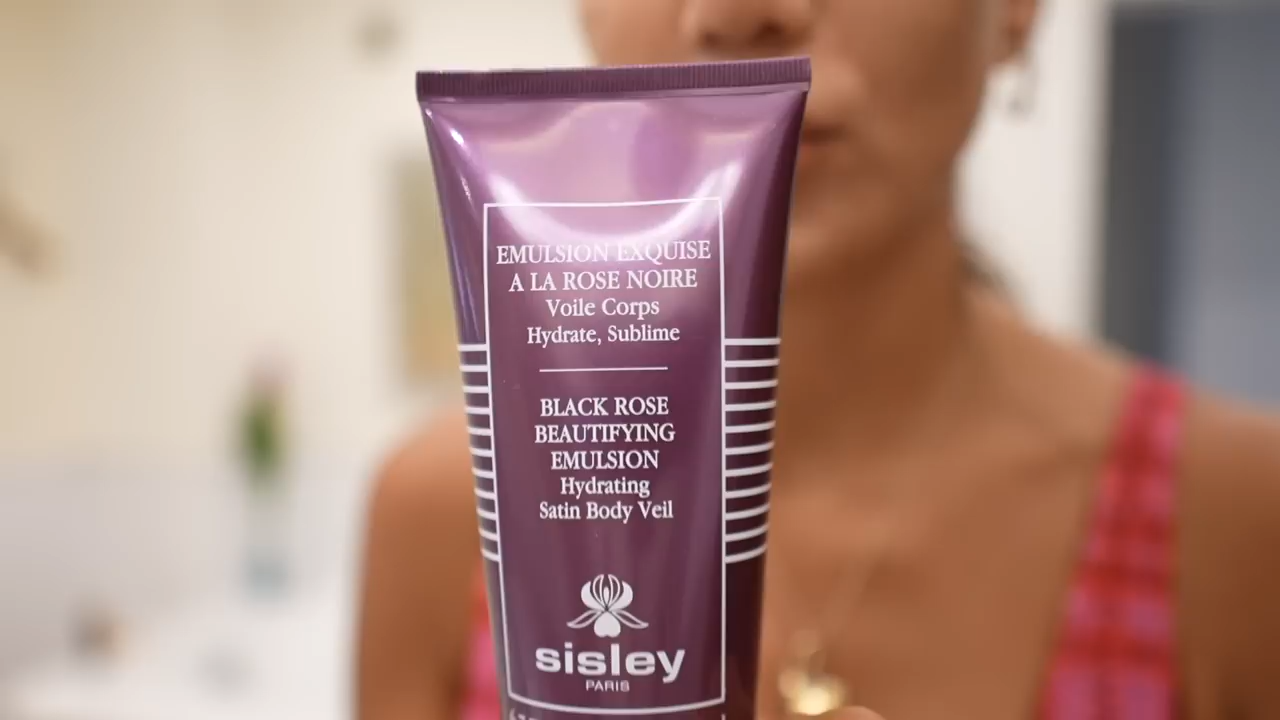 EMULSION EXQUISE
A LA ROSE NOIRE
Voile Corps
Hydrate, Sublime
BLACK ROSE
BEAUTIFYING
EMULSION
Hydrating
Satin Body Veil
sisley
PARIS